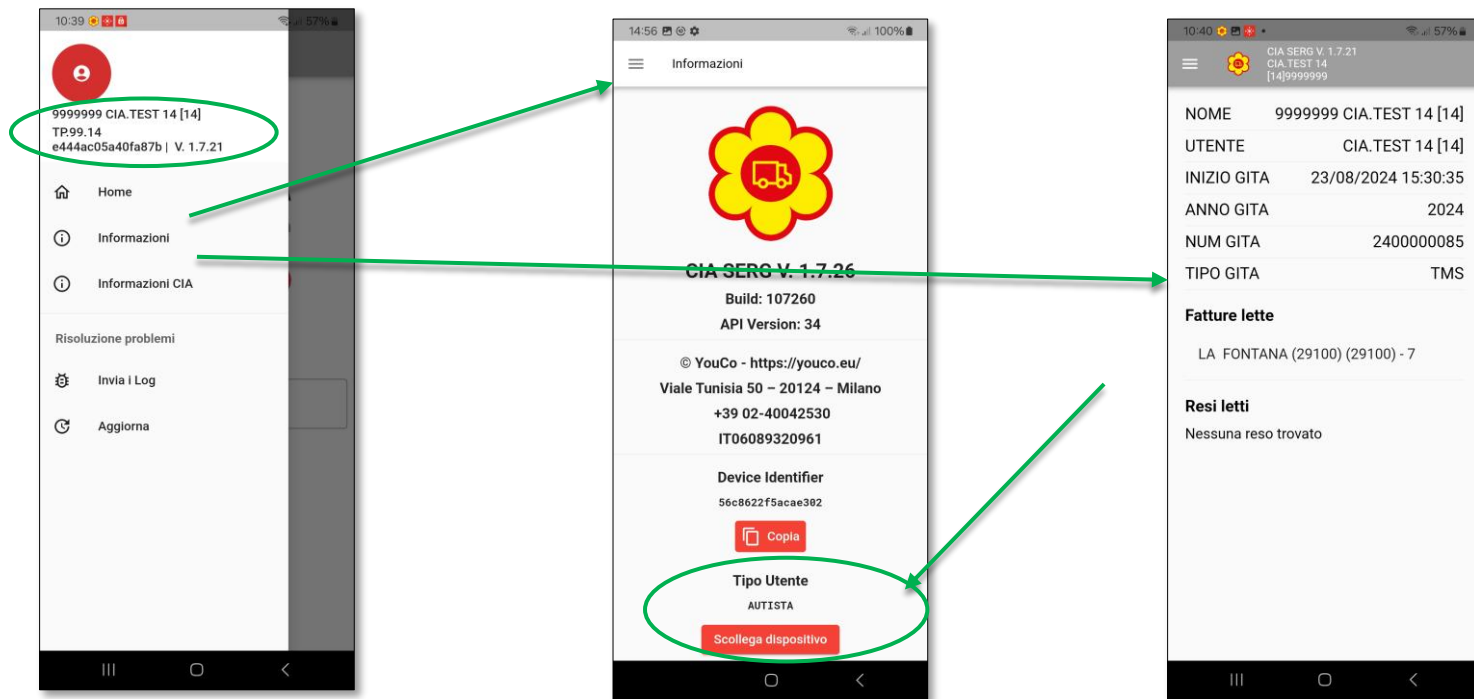 10:39
57%
9999999 CIA.TEST 14 [14]
TP.99.14
e444ac05a40fa87b | V. 1.7.21
Home
Informazioni
Informazioni CIA
Risoluzione problemi
Invia i Log
Aggiorna
14:56
100%
Informazioni
CIA SERG V. 1.7.26
Build: 107260
API Version: 34
© YouCo - https://youco.eu/
Viale Tunisia 50 – 20124 – Milano
+39 02-40042530
IT06089320961
Device Identifier
56c8622f5acae302
Copia
Tipo Utente
AUTISTA
Scollega dispositivo
10:40
57%
CIA SERG V. 1.7.21
CIA.TEST 14
[14]9999999
NOME 9999999 CIA.TEST 14 [14]
UTENTE CIA.TEST 14 [14]
INIZIO GITA 23/08/2024 15:30:35
ANNO GITA 2024
NUM GITA 2400000085
TIPO GITA TMS
Fatture lette
LA FONTANA (29100) (29100) - 7
Resi letti
Nessuna reso trovato